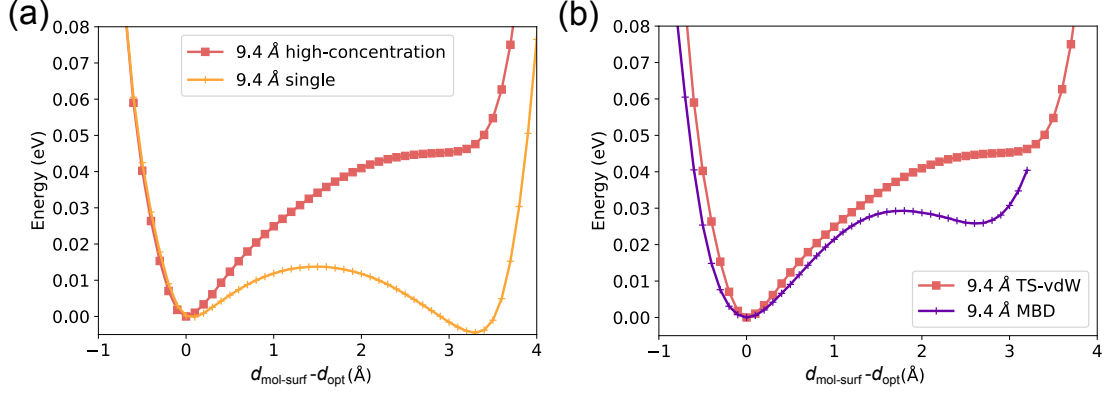 (a)
0.08
0.07
0.06
0.05
0.04
0.03
0.02
0.01
0.00
Energy (eV)
9.4 Å high-concentration
9.4 Å single
−1 0 1 2 3 4
dmol-surf-dopt(Å)
(b)
0.08
0.07
0.06
0.05
0.04
0.03
0.02
0.01
0.00
Energy (eV)
9.4 Å TS-vdW
9.4 Å MBD
−1 0 1 2 3 4
dmol-surf-dopt(Å)